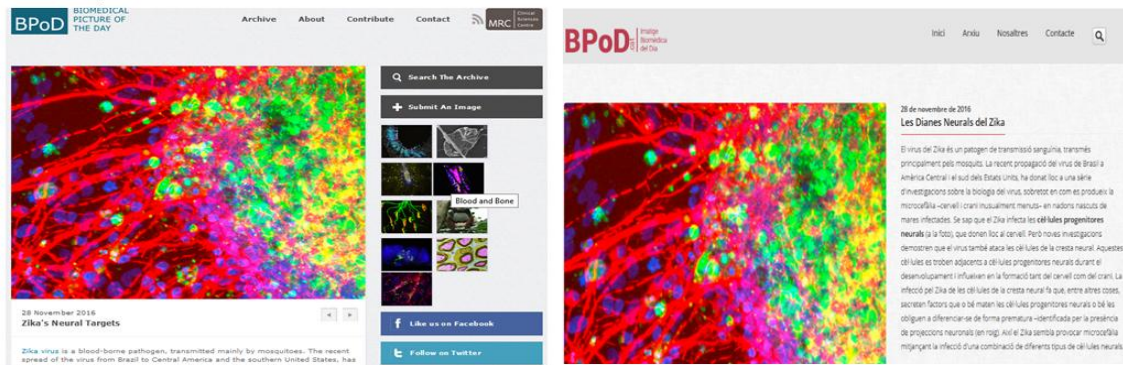 BPoD
BIOMEDICAL
PICTURE OF
THE DAY
Archive About Contribute Contact
MRC
Clinical
Sciences
Centre
Search The Archive
Submit An Image
Blood and Bone
28 November 2016
Zika's Neural Targets
Like us on Facebook
Follow on Twitter
Zika virus is a blood-borne pathogen, transmitted mainly by mosquitoes. The recent
spread of the virus from Brazil to Central America and the southern United States, has
BPoD
cat
Imatge
Biomèdica
del Dia
Inici Arxiu Nosaltres Contacte
28 de novembre de 2016
Les Dianes Neurals del Zika
El virus del Zika és un patogen de transmissió sanguínia, transmès
principalment pels mosquits. La recent propagació del virus de Brasil a
Amèrica Central i el sud dels Estats Units, ha donat lloc a una sèrie
d'investigacions sobre la biologia del virus, sobretot en com es produeix la
microcefàlia –cervell i crani inusualment menuts– en nadons nascuts de
mares infectades. Se sap que el Zika infecta les cèl·lules progenitores
neurals (a la foto), que donen lloc al cervell. Però noves investigacions
demostren que el virus també ataca les cèl·lules de la cresta neural. Aquestes
cèl·lules es troben adjacents a cèl·lules progenitores neurals durant el
desenvolupament i influeixen en la formació tant del cervell com del crani. La
infecció pel Zika de les cèl·lules de la cresta neural fa que, entre altres coses,
secreten factors que o bé maten les cèl·lules progenitores neurals o bé les
obliguen a diferenciar-se de forma prematura –identificada per la presència
de projeccions neuronals (en roig). Així el Zika sembla provocar microcefàlia
mitjançant la infecció d'una combinació de diferents tipus de cèl·lules neurals.